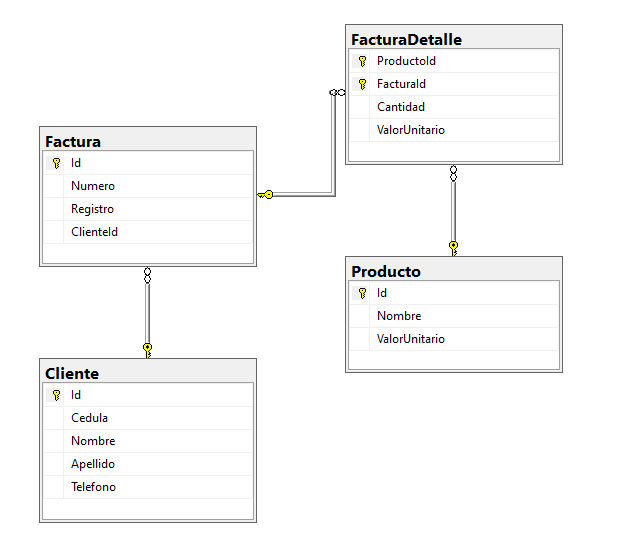 FacturaDetalle
ProductoId
FacturaId
Cantidad
ValorUnitario
Factura
Id
Numero
Registro
ClienteId
Producto
Id
Nombre
ValorUnitario
Cliente
Id
Cedula
Nombre
Apellido
Telefono